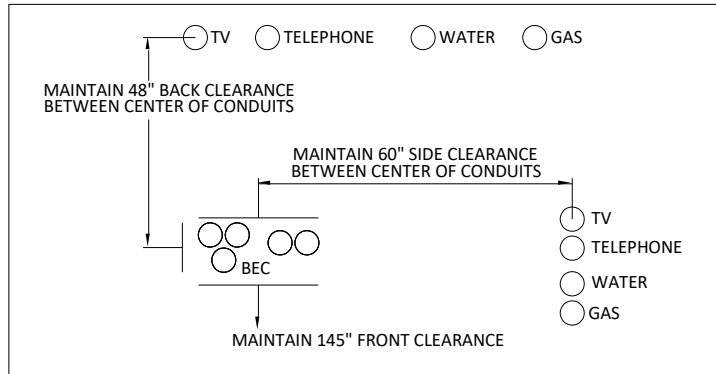 TV
TELEPHONE
WATER
GAS
MAINTAIN 48" BACK CLEARANCE
BETWEEN CENTER OF CONDUITS
MAINTAIN 60" SIDE CLEARANCE
BETWEEN CENTER OF CONDUITS
TV
TELEPHONE
BEC
WATER
GAS
MAINTAIN 145" FRONT CLEARANCE